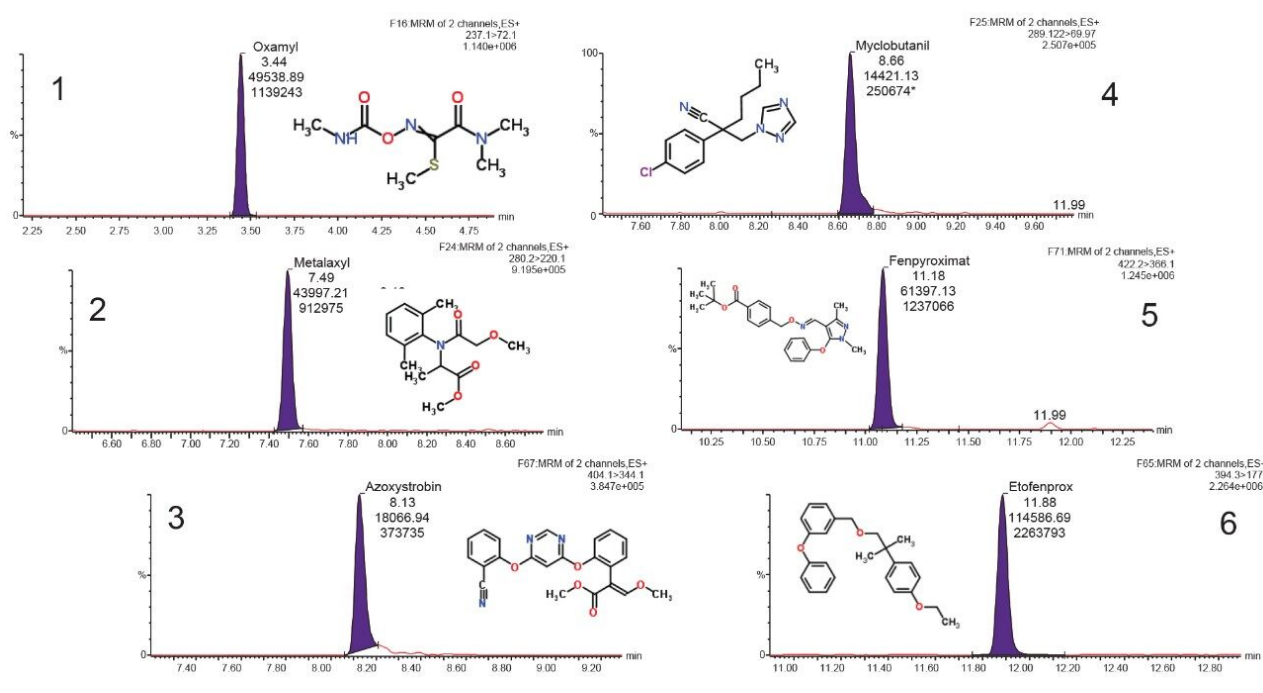 F16:MRM of 2 channels,ES+
237.1>72.1
1.140e+006
Oxamyl
3.44
49538.89
1139243
1
%
0
O
O
H₃C
NH
O
N
N
CH₃
CH₃
S
H₃C
2.25 2.50 2.75 3.00 3.25 3.50 3.75 4.00 4.25 4.50 4.75 min
F25:MRM of 2 channels,ES+
289.122>69.97
2.507e+005
100
Myclobutanil
8.66
14421.13
250674*
4
%
0
CH₃
N
N
N
N
Cl
11.99
7.60 7.80 8.00 8.20 8.40 8.60 8.80 9.00 9.20 9.40 9.60 min
F24:MRM of 2 channels,ES+
280.2>220.1
9.195e+005
Metalaxyl
7.49
43997.21
912975
2
%
0
CH₃
O
N
O
CH₃
CH₃
H₃C
O
O
H₃C
6.60 6.80 7.00 7.20 7.40 7.60 7.80 8.00 8.20 8.40 8.60 min
F71:MRM of 2 channels,ES+
422.2>366.1
1.245e+006
Fenpyroximat
11.18
61397.13
1237066
5
%
0
CH₃
H₃C
H₃C
O
O
O
N
CH₃
N
N
CH₃
O
11.99
10.25 10.50 10.75 11.00 11.25 11.50 11.75 12.00 12.25 min
F67:MRM of 2 channels,ES+
404.1>344.1
3.847e+005
Azoxystrobin
8.13
18066.94
373735
3
%
0
N
N
O
O
N
H₃C
O
O
O
CH₃
7.40 7.60 7.80 8.00 8.20 8.40 8.60 8.80 9.00 9.20 min
F65:MRM of 2 channels,ES+
394.3>177
2.264e+006
Etofenprox
11.88
114586.69
2263793
6
%
0
O
O
CH₃
H₃C
O
CH₃
11.00 11.20 11.40 11.60 11.80 12.00 12.20 12.40 12.60 12.80 min